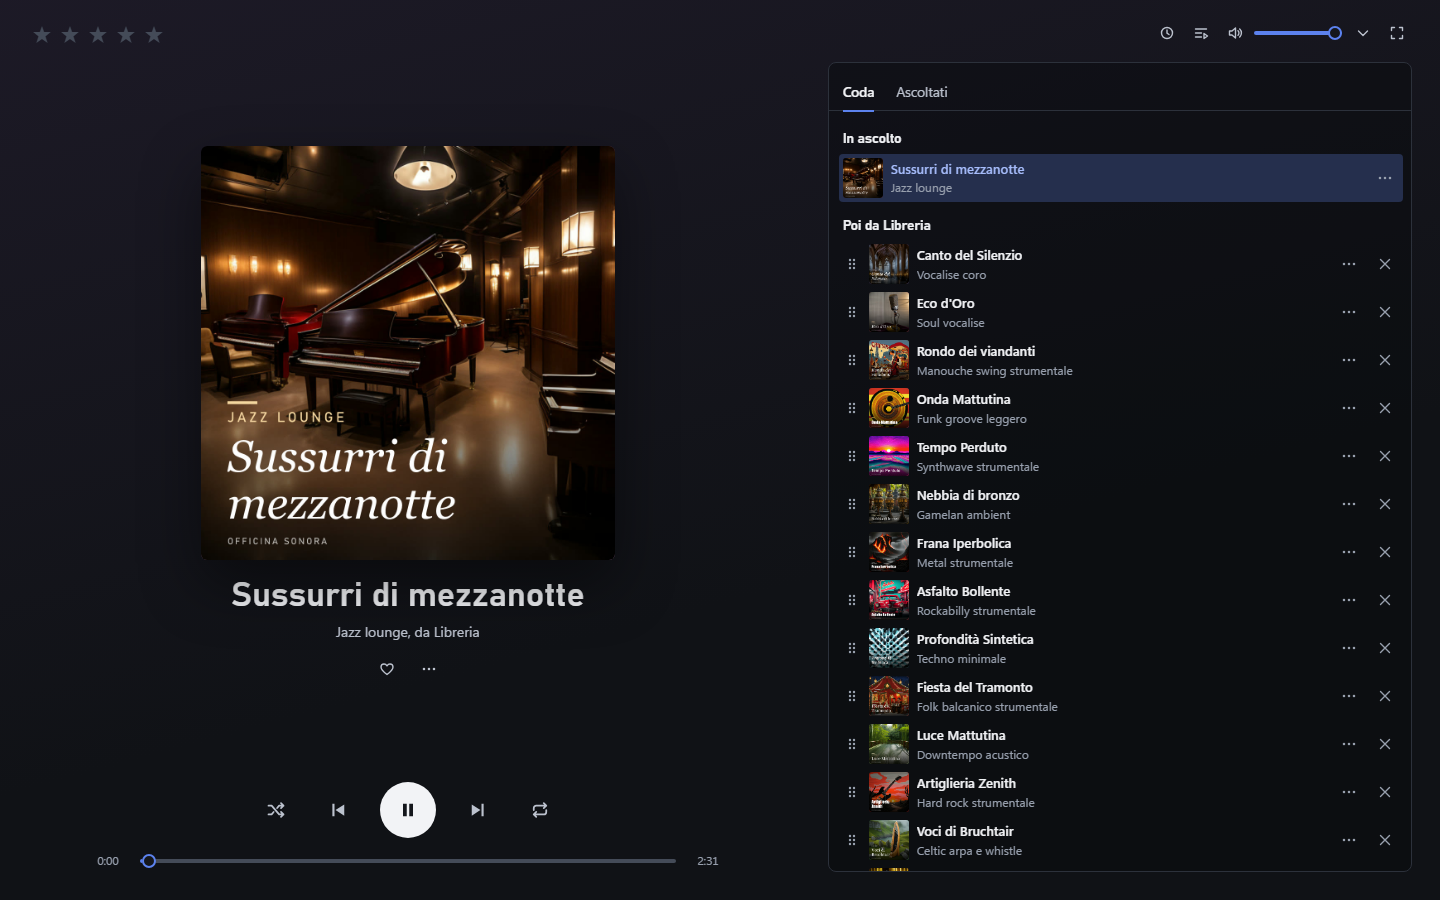 JAZZ LOUNGE
Sussurri di
mezzanotte
OFFICINA SONORA
Sussurri di mezzanotte
Jazz lounge, da Libreria
0:00
2:31
Coda
Ascoltati
In ascolto
Sussurri di mezzanotte
Jazz lounge
Poi da Libreria
Canto del Silenzio
Vocalise coro
Eco d'Oro
Soul vocalise
Rondo dei viandanti
Manouche swing strumentale
Onda Mattutina
Funk groove leggero
Tempo Perduto
Synthwave strumentale
Nebbia di bronzo
Gamelan ambient
Frana Iperbolica
Metal strumentale
Asfalto Bollente
Rockabilly strumentale
Profondità Sintetica
Techno minimale
Fiesta del Tramonto
Folk balcanico strumentale
Luce Mattutina
Downtempo acustico
Artiglieria Zenith
Hard rock strumentale
Voci di Bruchtair
Celtic arpa e whistle